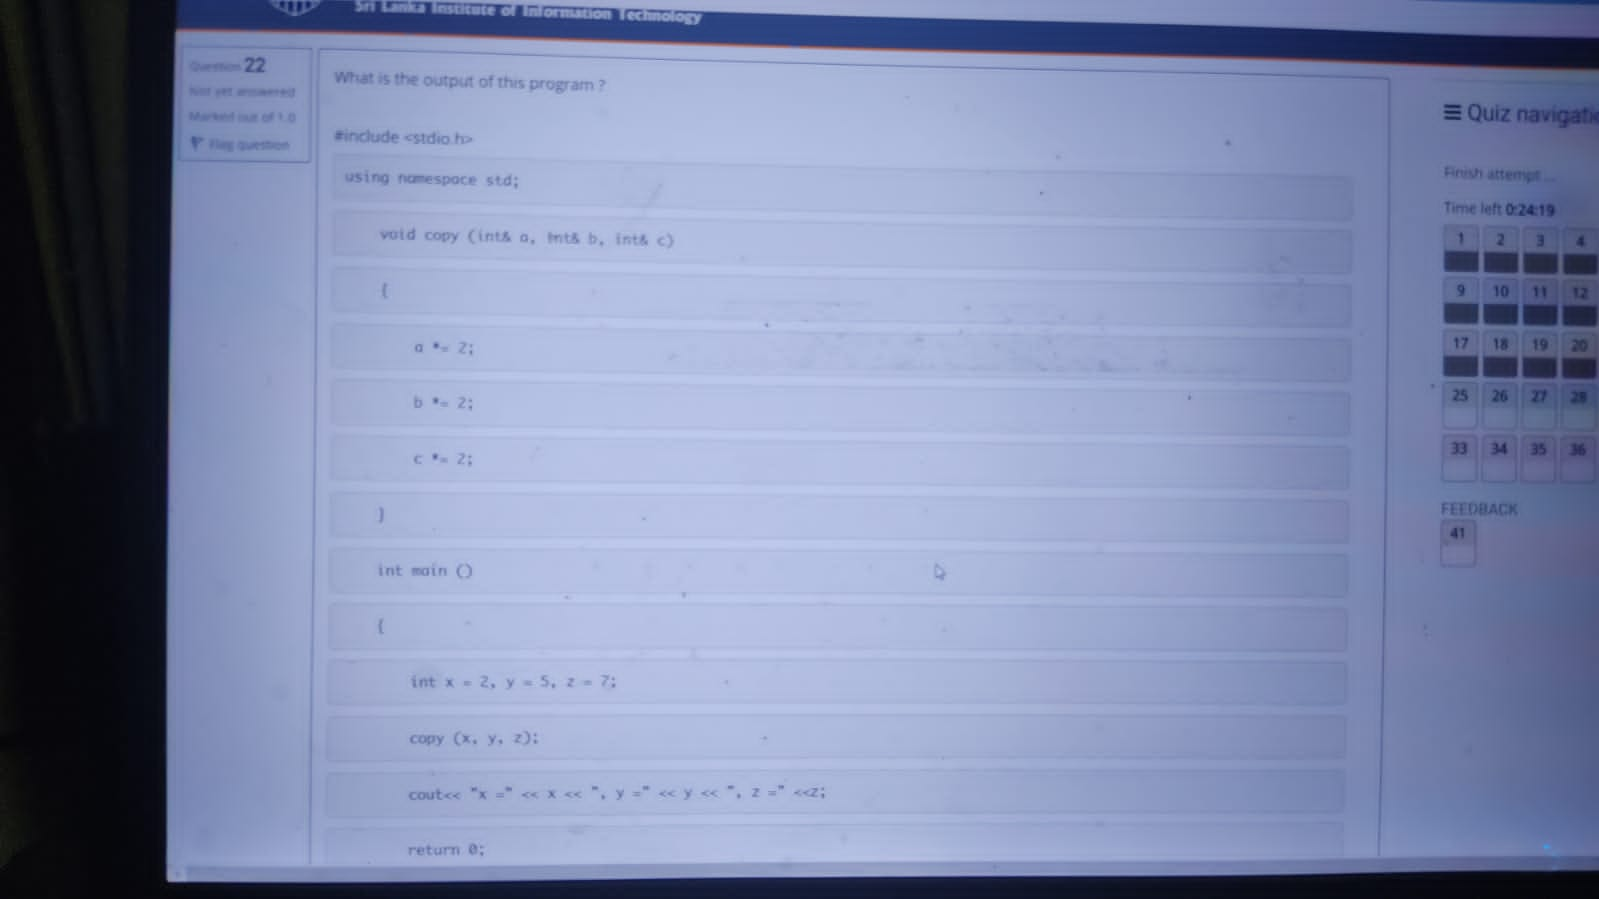 Sri Lanka Institute of Information Technology
Question 22
Not yet answered
Marked out of 1.0
Flag question
What is the output of this program ?
#include <stdio.h>
using namespace std;
void copy (int& a, int& b, int& c)
{
a *= 2;
b *= 2;
c *= 2;
}
int main ()
{
int x = 2, y = 5, z = 7;
copy (x, y, z);
cout<< "x =" << x << ", y =" << y << ", z =" <<z;
return 0;
Quiz navigatio
Finish attempt ...
Time left 0:24:19
1 2 3 4
9 10 11 12
17 18 19 20
25 26 27 28
33 34 35 36
FEEDBACK
41